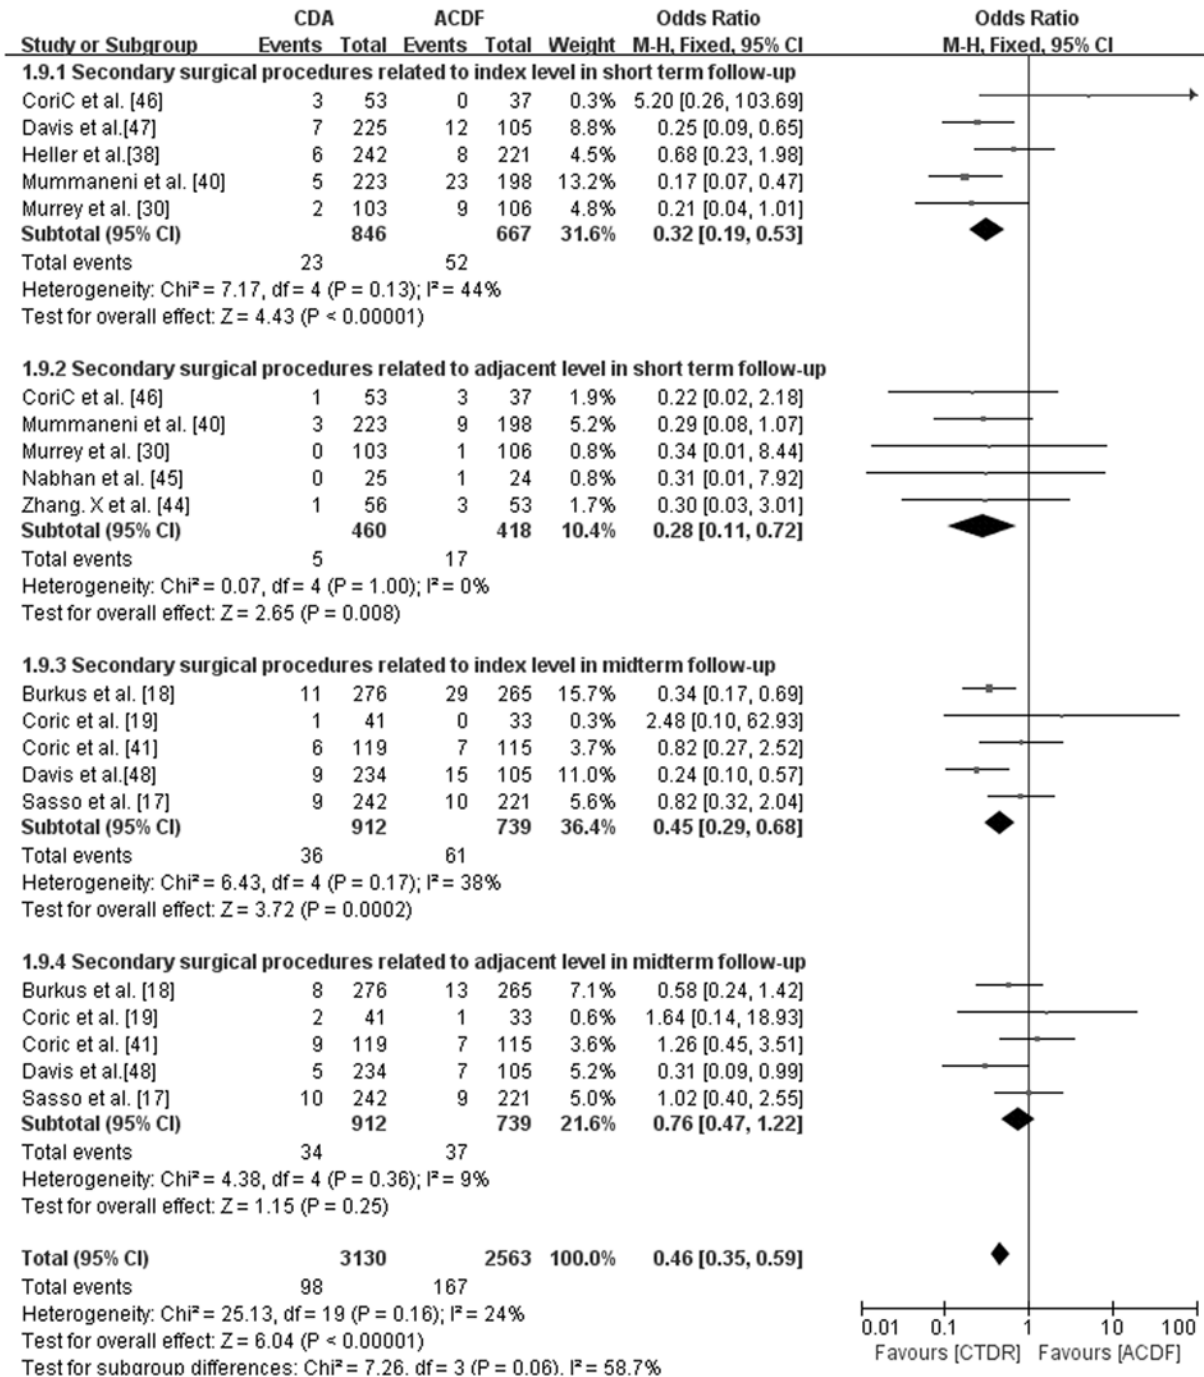 CDA ACDF Odds Ratio Odds Ratio
Study or Subgroup Events Total Events Total Weight M-H, Fixed, 95% CI M-H, Fixed, 95% CI
1.9.1 Secondary surgical procedures related to index level in short term follow-up
CoriC et al. [46] 3 53 0 37 0.3% 5.20 [0.26, 103.69]
Davis et al.[47] 7 225 12 105 8.8% 0.25 [0.09, 0.65]
Heller et al.[38] 6 242 8 221 4.5% 0.68 [0.23, 1.98]
Mummaneni et al. [40] 5 223 23 198 13.2% 0.17 [0.07, 0.47]
Murrey et al. [30] 2 103 9 106 4.8% 0.21 [0.04, 1.01]
Subtotal (95% CI) 846 667 31.6% 0.32 [0.19, 0.53]
Total events 23 52
Heterogeneity: Chi² = 7.17, df = 4 (P = 0.13); I² = 44%
Test for overall effect: Z = 4.43 (P < 0.00001)
1.9.2 Secondary surgical procedures related to adjacent level in short term follow-up
CoriC et al. [46] 1 53 3 37 1.9% 0.22 [0.02, 2.18]
Mummaneni et al. [40] 3 223 9 198 5.2% 0.29 [0.08, 1.07]
Murrey et al. [30] 0 103 1 106 0.8% 0.34 [0.01, 8.44]
Nabhan et al. [45] 0 25 1 24 0.8% 0.31 [0.01, 7.92]
Zhang. X et al. [44] 1 56 3 53 1.7% 0.30 [0.03, 3.01]
Subtotal (95% CI) 460 418 10.4% 0.28 [0.11, 0.72]
Total events 5 17
Heterogeneity: Chi² = 0.07, df = 4 (P = 1.00); I² = 0%
Test for overall effect: Z = 2.65 (P = 0.008)
1.9.3 Secondary surgical procedures related to index level in midterm follow-up
Burkus et al. [18] 11 276 29 265 15.7% 0.34 [0.17, 0.69]
Coric et al. [19] 1 41 0 33 0.3% 2.48 [0.10, 62.93]
Coric et al. [41] 6 119 7 115 3.7% 0.82 [0.27, 2.52]
Davis et al.[48] 9 234 15 105 11.0% 0.24 [0.10, 0.57]
Sasso et al. [17] 9 242 10 221 5.6% 0.82 [0.32, 2.04]
Subtotal (95% CI) 912 739 36.4% 0.45 [0.29, 0.68]
Total events 36 61
Heterogeneity: Chi² = 6.43, df = 4 (P = 0.17); I² = 38%
Test for overall effect: Z = 3.72 (P = 0.0002)
1.9.4 Secondary surgical procedures related to adjacent level in midterm follow-up
Burkus et al. [18] 8 276 13 265 7.1% 0.58 [0.24, 1.42]
Coric et al. [19] 2 41 1 33 0.6% 1.64 [0.14, 18.93]
Coric et al. [41] 9 119 7 115 3.6% 1.26 [0.45, 3.51]
Davis et al.[48] 5 234 7 105 5.2% 0.31 [0.09, 0.99]
Sasso et al. [17] 10 242 9 221 5.0% 1.02 [0.40, 2.55]
Subtotal (95% CI) 912 739 21.6% 0.76 [0.47, 1.22]
Total events 34 37
Heterogeneity: Chi² = 4.38, df = 4 (P = 0.36); I² = 9%
Test for overall effect: Z = 1.15 (P = 0.25)
Total (95% CI) 3130 2563 100.0% 0.46 [0.35, 0.59]
Total events 98 167
Heterogeneity: Chi² = 25.13, df = 19 (P = 0.16); I² = 24%
Test for overall effect: Z = 6.04 (P < 0.00001)
Test for subgroup differences: Chi² = 7.26, df = 3 (P = 0.06), I² = 58.7%
0.01 0.1 1 10 100
Favours [CTDR] Favours [ACDF]